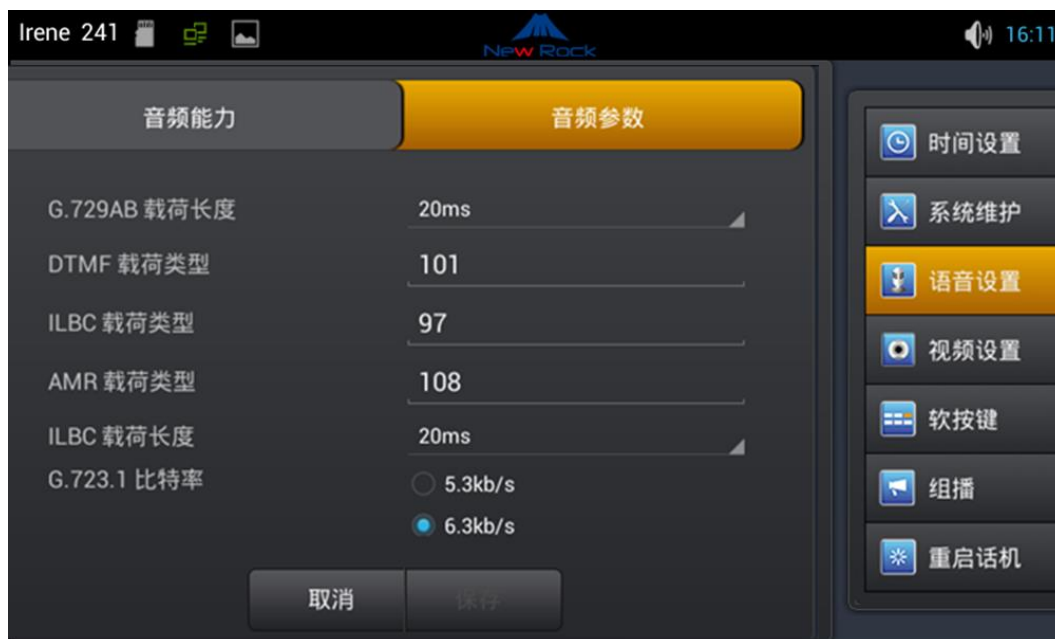 Irene 241
New Rock
16:11
音频能力
音频参数
G.729AB 载荷长度
20ms
DTMF 载荷类型
101
ILBC 载荷类型
97
AMR 载荷类型
108
ILBC 载荷长度
20ms
G.723.1 比特率
5.3kb/s
6.3kb/s
取消
保存
时间设置
系统维护
语音设置
视频设置
软按键
组播
重启话机